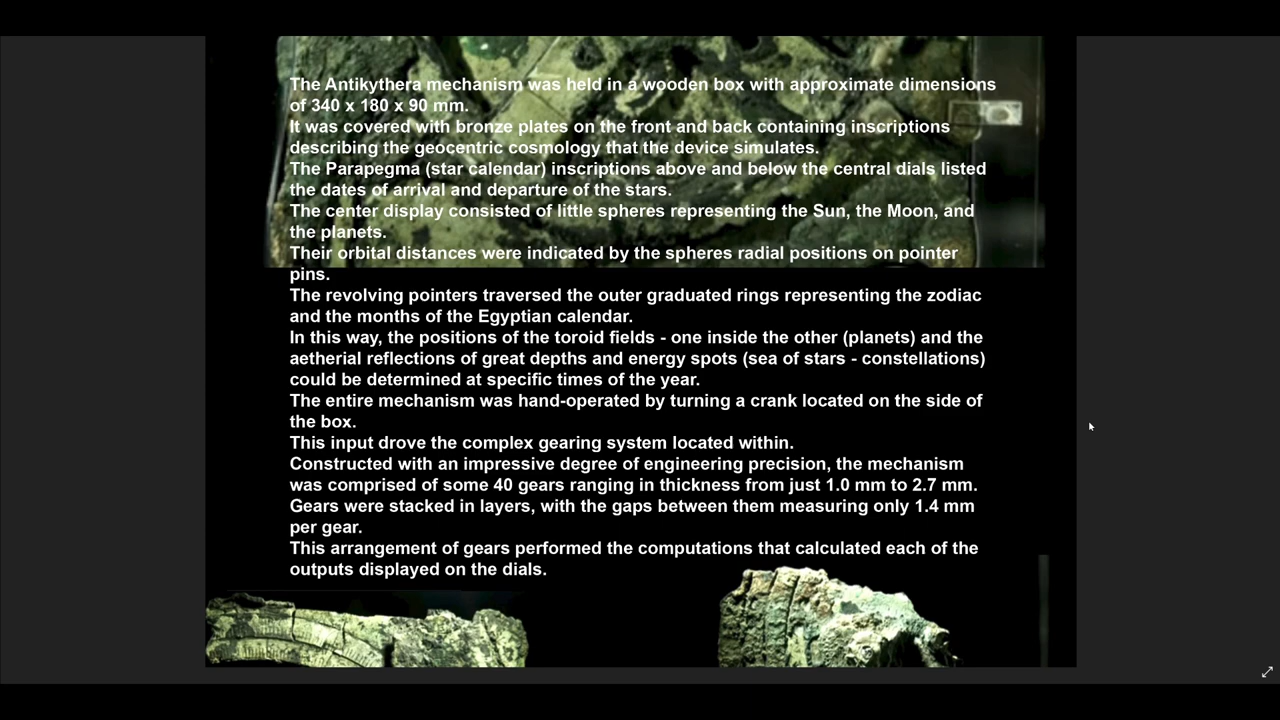 The Antikythera mechanism was held in a wooden box with approximate dimensions
of 340 x 180 x 90 mm.
It was covered with bronze plates on the front and back containing inscriptions
describing the geocentric cosmology that the device simulates.
The Parapegma (star calendar) inscriptions above and below the central dials listed
the dates of arrival and departure of the stars.
The center display consisted of little spheres representing the Sun, the Moon, and
the planets.
Their orbital distances were indicated by the spheres radial positions on pointer
pins.
The revolving pointers traversed the outer graduated rings representing the zodiac
and the months of the Egyptian calendar.
In this way, the positions of the toroid fields - one inside the other (planets) and the
aetherial reflections of great depths and energy spots (sea of stars - constellations)
could be determined at specific times of the year.
The entire mechanism was hand-operated by turning a crank located on the side of
the box.
This input drove the complex gearing system located within.
Constructed with an impressive degree of engineering precision, the mechanism
was comprised of some 40 gears ranging in thickness from just 1.0 mm to 2.7 mm.
Gears were stacked in layers, with the gaps between them measuring only 1.4 mm
per gear.
This arrangement of gears performed the computations that calculated each of the
outputs displayed on the dials.